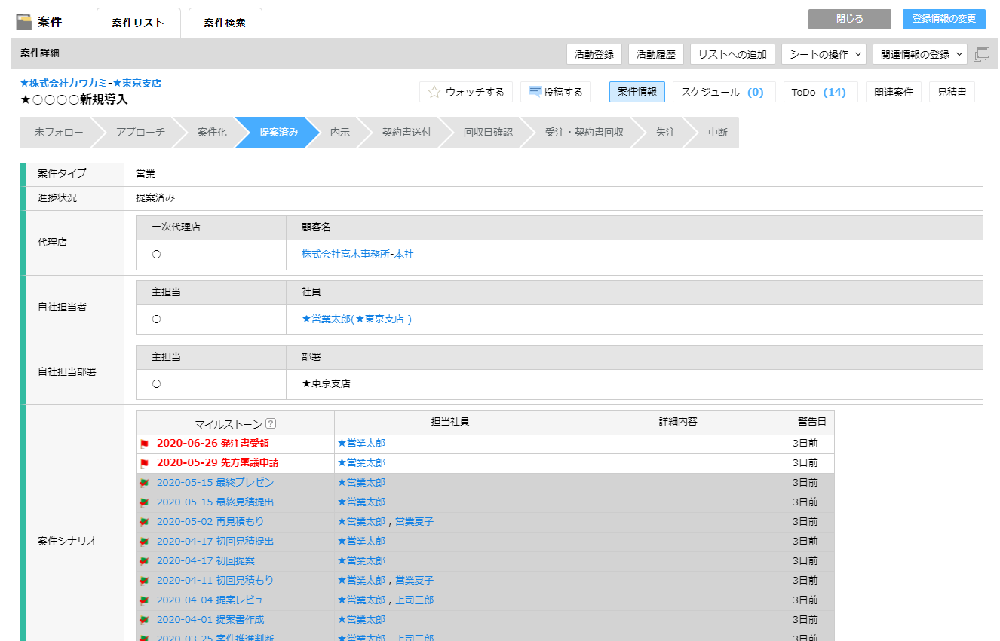 案件 案件リスト 案件検索 閉じる 登録情報の変更
案件詳細 活動登録 活動履歴 リストへの追加 シートの操作 関連情報の登録
★株式会社カワカミ-★東京支店
★○○○○新規導入
ウォッチする 投稿する 案件情報 スケジュール (0) ToDo (14) 関連案件 見積書
未フォロー アプローチ 案件化 提案済み 内示 契約書送付 回収日確認 受注・契約書回収 失注 中断
案件タイプ 営業
進捗状況 提案済み
代理店
一次代理店 顧客名
○ 株式会社高木事務所-本社
自社担当者
主担当 社員
○ ★営業太郎(★東京支店 )
自社担当部署
主担当 部署
○ ★東京支店
案件シナリオ
マイルストーン ? 担当社員 詳細内容 警告日
2020-06-26 発注書受領 ★営業太郎 3日前
2020-05-29 先方稟議申請 ★営業太郎 3日前
2020-05-15 最終プレゼン ★営業太郎 3日前
2020-05-15 最終見積提出 ★営業太郎 3日前
2020-05-02 再見積もり ★営業太郎 , 営業夏子 3日前
2020-04-17 初回見積提出 ★営業太郎 3日前
2020-04-17 初回提案 ★営業太郎 3日前
2020-04-11 初回見積もり ★営業太郎 , 営業夏子 3日前
2020-04-04 提案レビュー ★営業太郎 , 上司三郎 3日前
2020-04-01 提案書作成 ★営業太郎 3日前
2020-03-25 案件推進判断 ★営業太郎 , 上司三郎 3日前